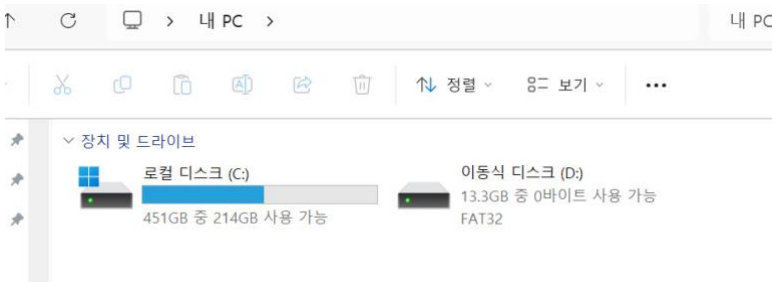 내 PC
내 PC
정렬
보기
장치 및 드라이브
로컬 디스크 (C:)
451GB 중 214GB 사용 가능
이동식 디스크 (D:)
13.3GB 중 0바이트 사용 가능
FAT32